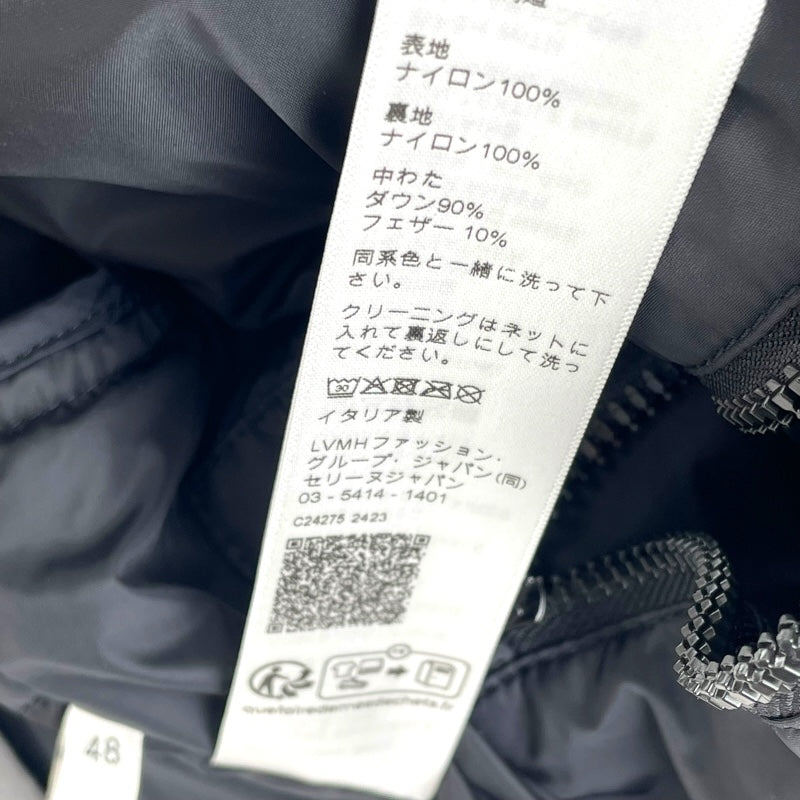 表地
ナイロン100%
裏地
ナイロン100%
中わた
ダウン90%
フェザー 10%
同系色と一緒に洗って下
さい。
クリーニングはネットに
入れて裏返しにして洗っ
てください。
30
イタリア製
LVMHファッション・
グループ・ジャパン(同)
セリーヌジャパン
03 - 5414 - 1401
C24275 2423
quefairedemesdechets.fr
48